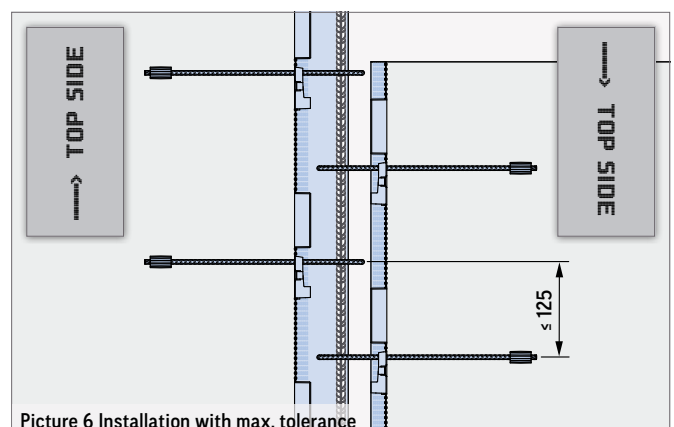 ---> TOP SIDE
---> TOP SIDE
≤ 125
Picture 6 Installation with max. tolerance